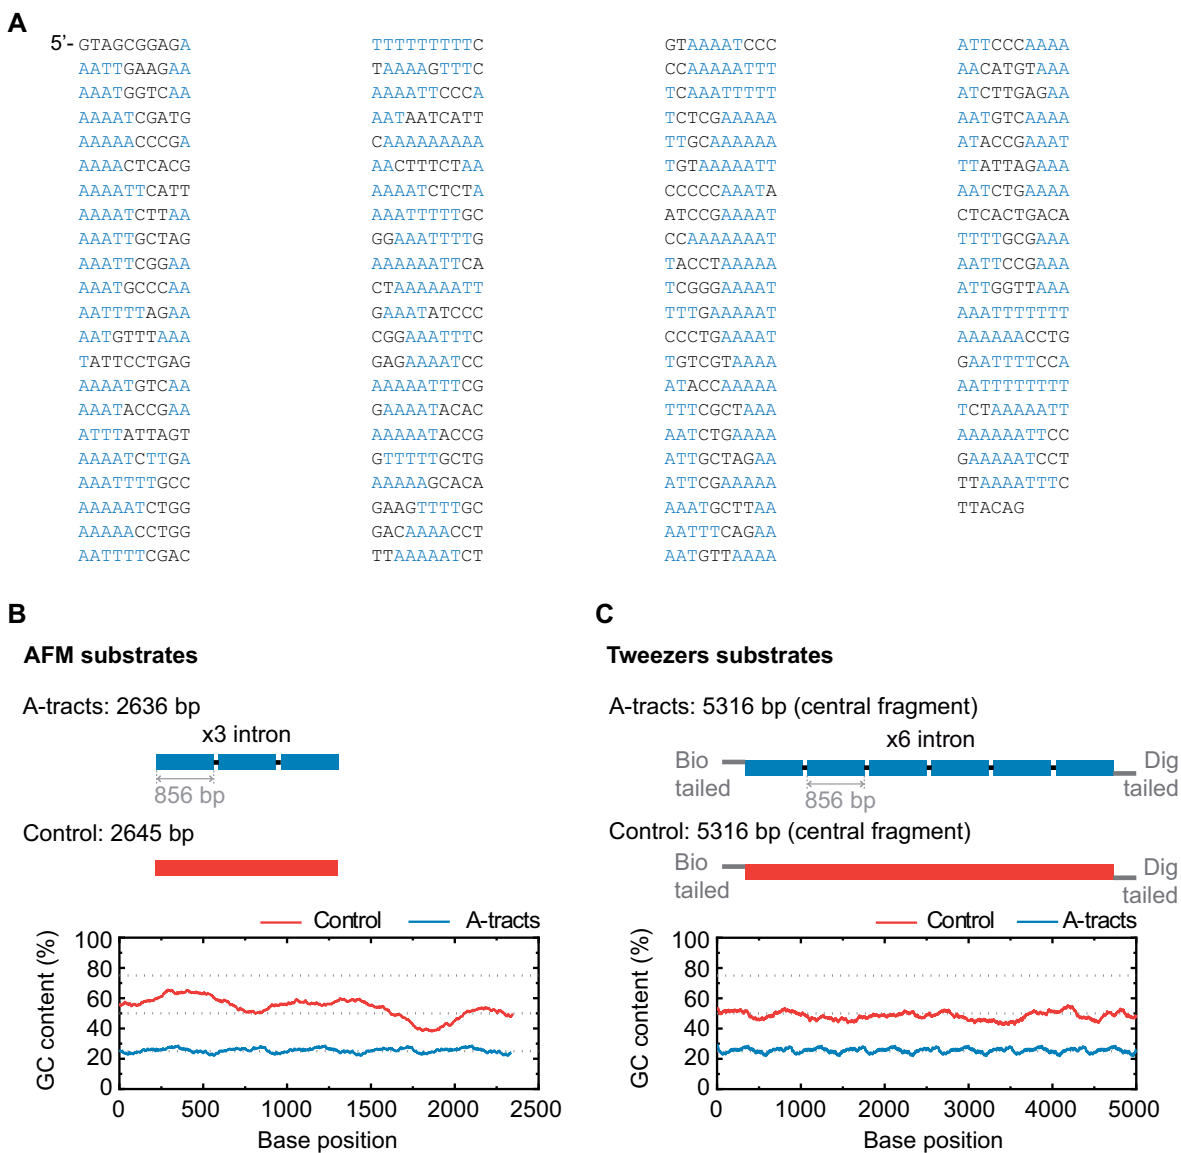 A
5'- GTAGCGGAGA
AATTGAAGAA
AAATGGTCAA
AAAATCGATG
AAAAACCCGA
AAAACTCACG
AAAATTCATT
AAAATCTTAA
AAATTGCTAG
AAATTCGGAA
AAATGCCCAA
AATTTTAGAA
AATGTTTAAA
TATTCCTGAG
AAAATGTCAA
AAATACCGAA
ATTTATTAGT
AAAATCTTGA
AAATTTTGCC
AAAAATCTGG
AAAAACCTGG
AATTTTCGAC
TTTTTTTTTC
TAAAAGTTTC
AAAATTCCCA
AATAATCATT
CAAAAAAAAA
AACTTTCTAA
AAAATCTCTA
AAATTTTTGC
GGAAATTTTG
AAAAAATTCA
CTAAAAAATT
GAAATATCCC
CGGAAATTTC
GAGAAAATCC
AAAAATTTCG
GAAAATACAC
AAAAATACCG
GTTTTTGCTG
AAAAAGCACA
GAAGTTTTGC
GACAAAACCT
TTAAAAATCT
GTAAAATCCC
CCAAAAATTT
TCAAATTTTT
TCTCGAAAAA
TTGCAAAAAA
TGTAAAAATT
CCCCCAAATA
ATCCGAAAAT
CCAAAAAAAT
TACCTAAAAA
TCGGGAAAAT
TTTGAAAAAT
CCCTGAAAAT
TGTCGTAAAA
ATACCAAAAA
TTTCGCTAAA
AATCTGAAAA
ATTGCTAGAA
ATTCGAAAAA
AAATGCTTAA
AATTTCAGAA
AATGTTAAAA
ATTCCCAAAA
AACATGTAAA
ATCTTGAGAA
AATGTCAAAA
ATACCGAAAT
TTATTAGAAA
AATCTGAAAA
CTCACTGACA
TTTTGCGAAA
AATTCCGAAA
ATTGGTTAAA
AAATTTTTTT
AAAAAACCTG
GAATTTTCCA
AATTTTTTTT
TCTAAAAATT
AAAAAATTCC
GAAAAATCCT
TTAAAATTTC
TTACAG
B
AFM substrates
A-tracts: 2636 bp
x3 intron
856 bp
Control: 2645 bp
Control A-tracts
GC content (%)
100
80
60
40
20
0
0 500 1000 1500 2000 2500
Base position
C
Tweezers substrates
A-tracts: 5316 bp (central fragment)
x6 intron
Bio
tailed
Dig
tailed
856 bp
Control: 5316 bp (central fragment)
Bio
tailed
Dig
tailed
Control A-tracts
GC content (%)
100
80
60
40
20
0
0 1000 2000 3000 4000 5000
Base position